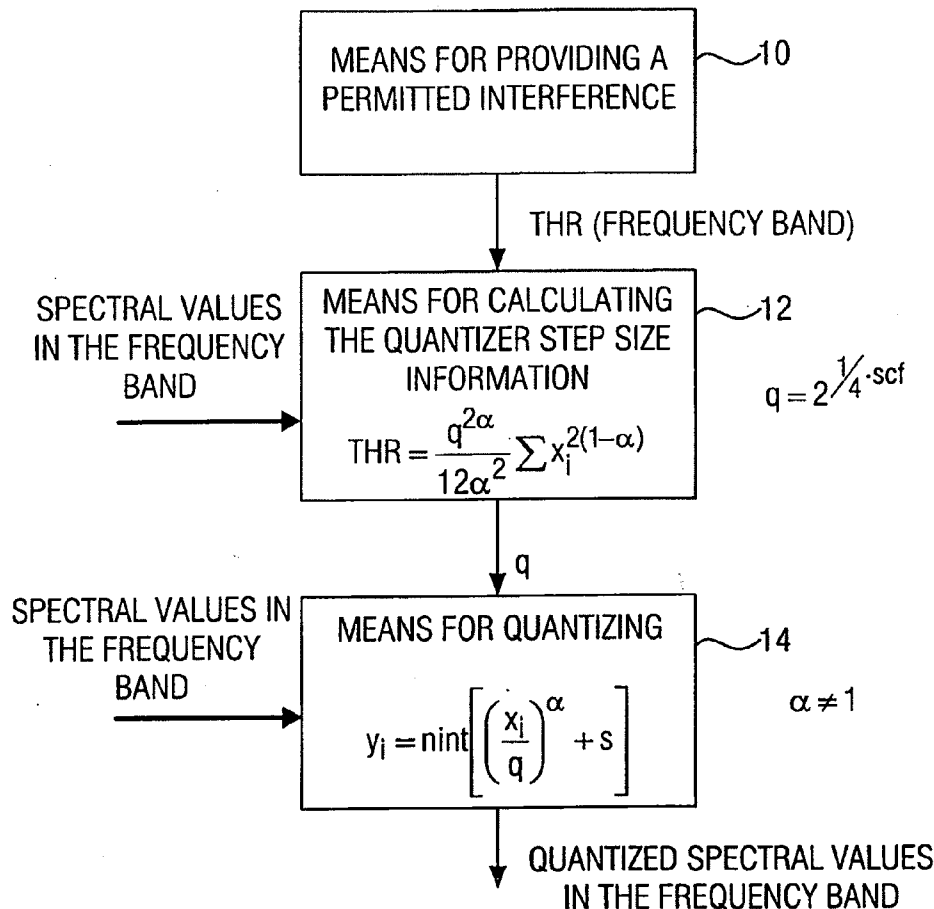 MEANS FOR PROVIDING A
PERMITTED INTERFERENCE
10
THR (FREQUENCY BAND)
SPECTRAL VALUES
IN THE FREQUENCY
BAND
MEANS FOR CALCULATING
THE QUANTIZER STEP SIZE
INFORMATION
THR = \frac{q^{2α}}{12α^2} ∑ x_i^{2(1−α)}
12
q = 2^{1/4·scf}
q
SPECTRAL VALUES IN
THE FREQUENCY
BAND
MEANS FOR QUANTIZING
y_i = nint[(\frac{x_i}{q})^α + s]
14
α ≠ 1
QUANTIZED SPECTRAL VALUES
IN THE FREQUENCY BAND